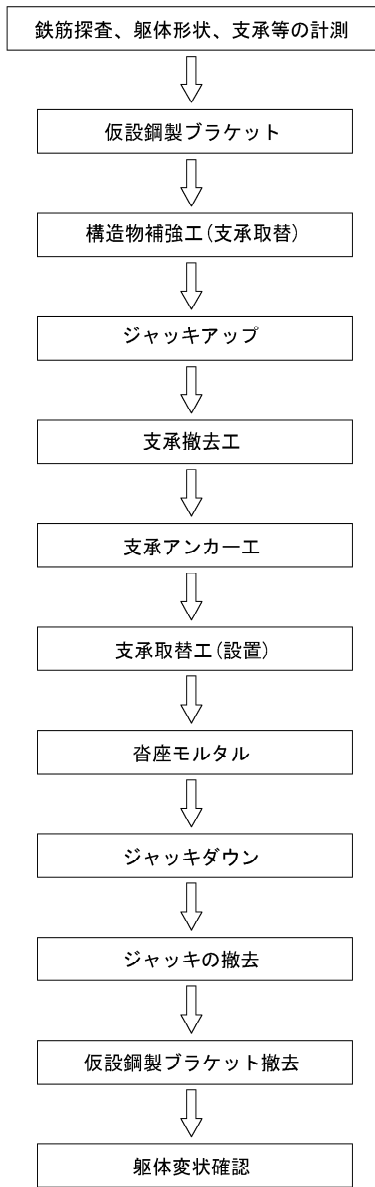 鉄筋探査、躯体形状、支承等の計測
仮設鋼製ブラケット
構造物補強工(支承取替)
ジャッキアップ
支承撤去工
支承アンカー工
支承取替工(設置)
沓座モルタル
ジャッキダウン
ジャッキの撤去
仮設鋼製ブラケット撤去
躯体変状確認